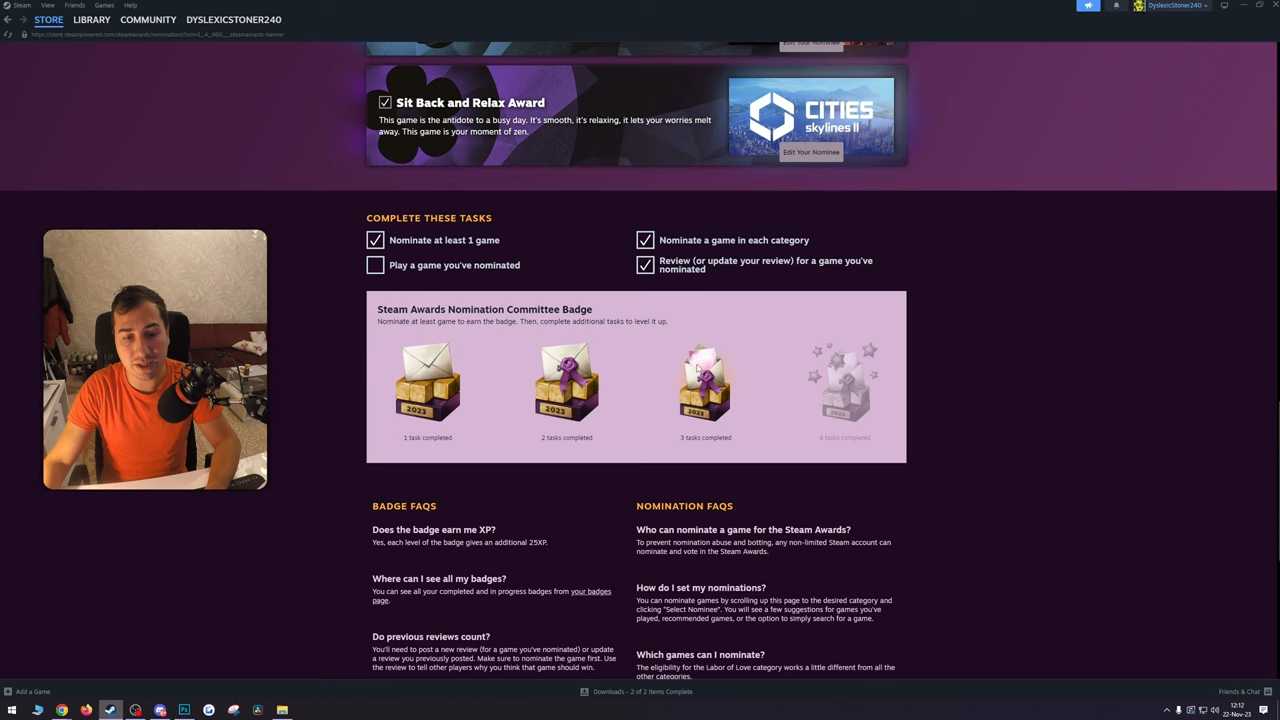 Steam View Friends Games Help
DyslexicStoner240
STORE LIBRARY COMMUNITY DYSLEXICSTONER240
https://store.steampowered.com/steamawards/nominations?snr=1_4_660__steamawards-banner
Edit Your Nominee
Sit Back and Relax Award
This game is the antidote to a busy day. It's smooth, it's relaxing, it lets your worries melt
away. This game is your moment of zen.
CITIES
skylines II
Edit Your Nominee
COMPLETE THESE TASKS
Nominate at least 1 game
Nominate a game in each category
Play a game you've nominated
Review (or update your review) for a game you've
nominated
Steam Awards Nomination Committee Badge
Nominate at least game to earn the badge. Then, complete additional tasks to level it up.
2023 2023 2023 2023
1 task completed
2 tasks completed
3 tasks completed
4 tasks completed
BADGE FAQS
Does the badge earn me XP?
Yes, each level of the badge gives an additional 25XP.
Where can I see all my badges?
You can see all your completed and in progress badges from your badges
page.
Do previous reviews count?
You'll need to post a new review (for a game you've nominated) or update
a review you previously posted. Make sure to nominate the game first. Use
the review to tell other players why you think that game should win.
NOMINATION FAQS
Who can nominate a game for the Steam Awards?
To prevent nomination abuse and botting, any non-limited Steam account can
nominate and vote in the Steam Awards.
How do I set my nominations?
You can nominate games by scrolling up this page to the desired category and
clicking "Select Nominee". You will see a few suggestions for games you've
played, recommended games, or the option to simply search for a game.
Which games can I nominate?
The eligibility for the Labor of Love category works a little different from all the
other categories.
Add a Game
Downloads - 2 of 2 Items Complete
Friends & Chat
12:12
22-Nov-23